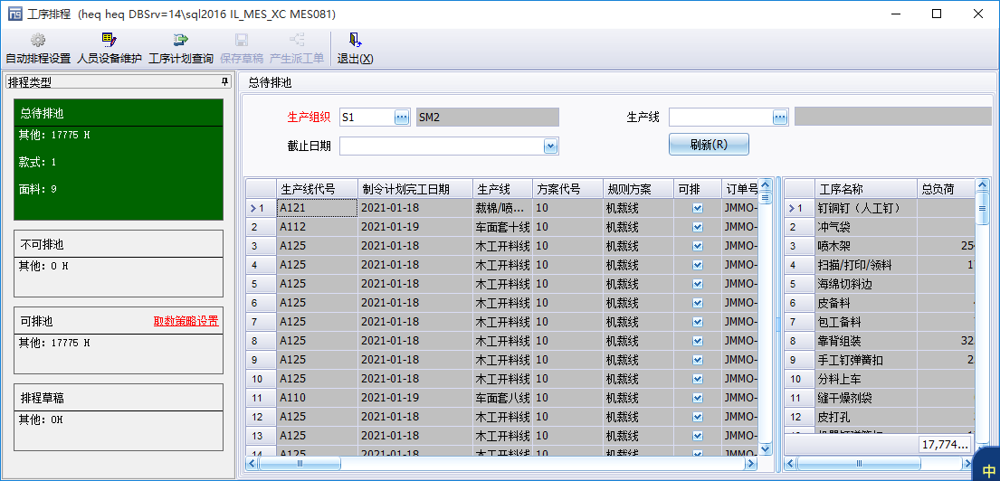 工序排程 (heq heq DBSrv=14\sql2016 IL_MES_XC MES081)
自动排程设置 人员设备维护 工序计划查询 保存草稿 产生派工单 退出(X)
排程类型
总待排池
其他: 17775 H
款式: 1
面料: 9
不可排池
其他: 0 H
可排池 取数策略设置
其他: 17775 H
排程草稿
其他: 0H
总待排池
生产组织 S1 SM2 生产线
截止日期 刷新(R)
生产线代号 制令计划完工日期 生产线 方案代号 规则方案 可排 订单号
1 A121 2021-01-18 裁棉/喷... 10 机裁线 JMMO-
2 A112 2021-01-19 车面套十线 10 机裁线 JMMO-
3 A125 2021-01-18 木工开料线 10 机裁线 JMMO-
4 A125 2021-01-18 木工开料线 10 机裁线 JMMO-
5 A125 2021-01-18 木工开料线 10 机裁线 JMMO-
6 A125 2021-01-18 木工开料线 10 机裁线 JMMO-
7 A125 2021-01-18 木工开料线 10 机裁线 JMMO-
8 A125 2021-01-18 木工开料线 10 机裁线 JMMO-
9 A125 2021-01-18 木工开料线 10 机裁线 JMMO-
10 A125 2021-01-18 木工开料线 10 机裁线 JMMO-
11 A110 2021-01-19 车面套八线 10 机裁线 JMMO-
12 A125 2021-01-18 木工开料线 10 机裁线 JMMO-
13 A125 2021-01-18 木工开料线 10 机裁线 JMMO-
14 A125 2021-01-18 木工开料线 10 机裁线 JMMO-
工序名称 总负荷
1 钉铜钉（人工钉）
2 冲气袋
3 喷木架 25
4 扫描/打印/领料 1
5 海绵切斜边
6 皮备料
7 包工备料
8 靠背组装 32
9 手工钉弹簧扣 2
10 分料上车
11 缝干燥剂袋
12 皮打孔
17,774...
中